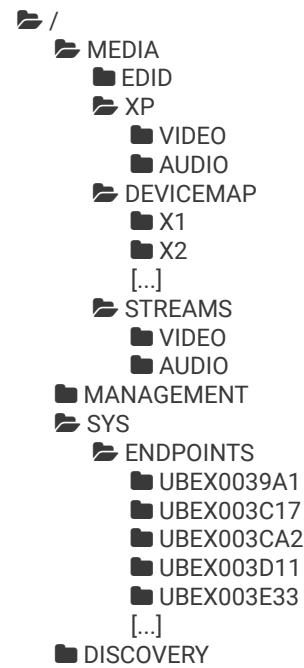 /
MEDIA
EDID
XP
VIDEO
AUDIO
DEVICEMAP
X1
X2
[...]
STREAMS
VIDEO
AUDIO
MANAGEMENT
SYS
ENDPOINTS
UBEX0039A1
UBEX003C17
UBEX003CA2
UBEX003D11
UBEX003E33
[...]
DISCOVERY